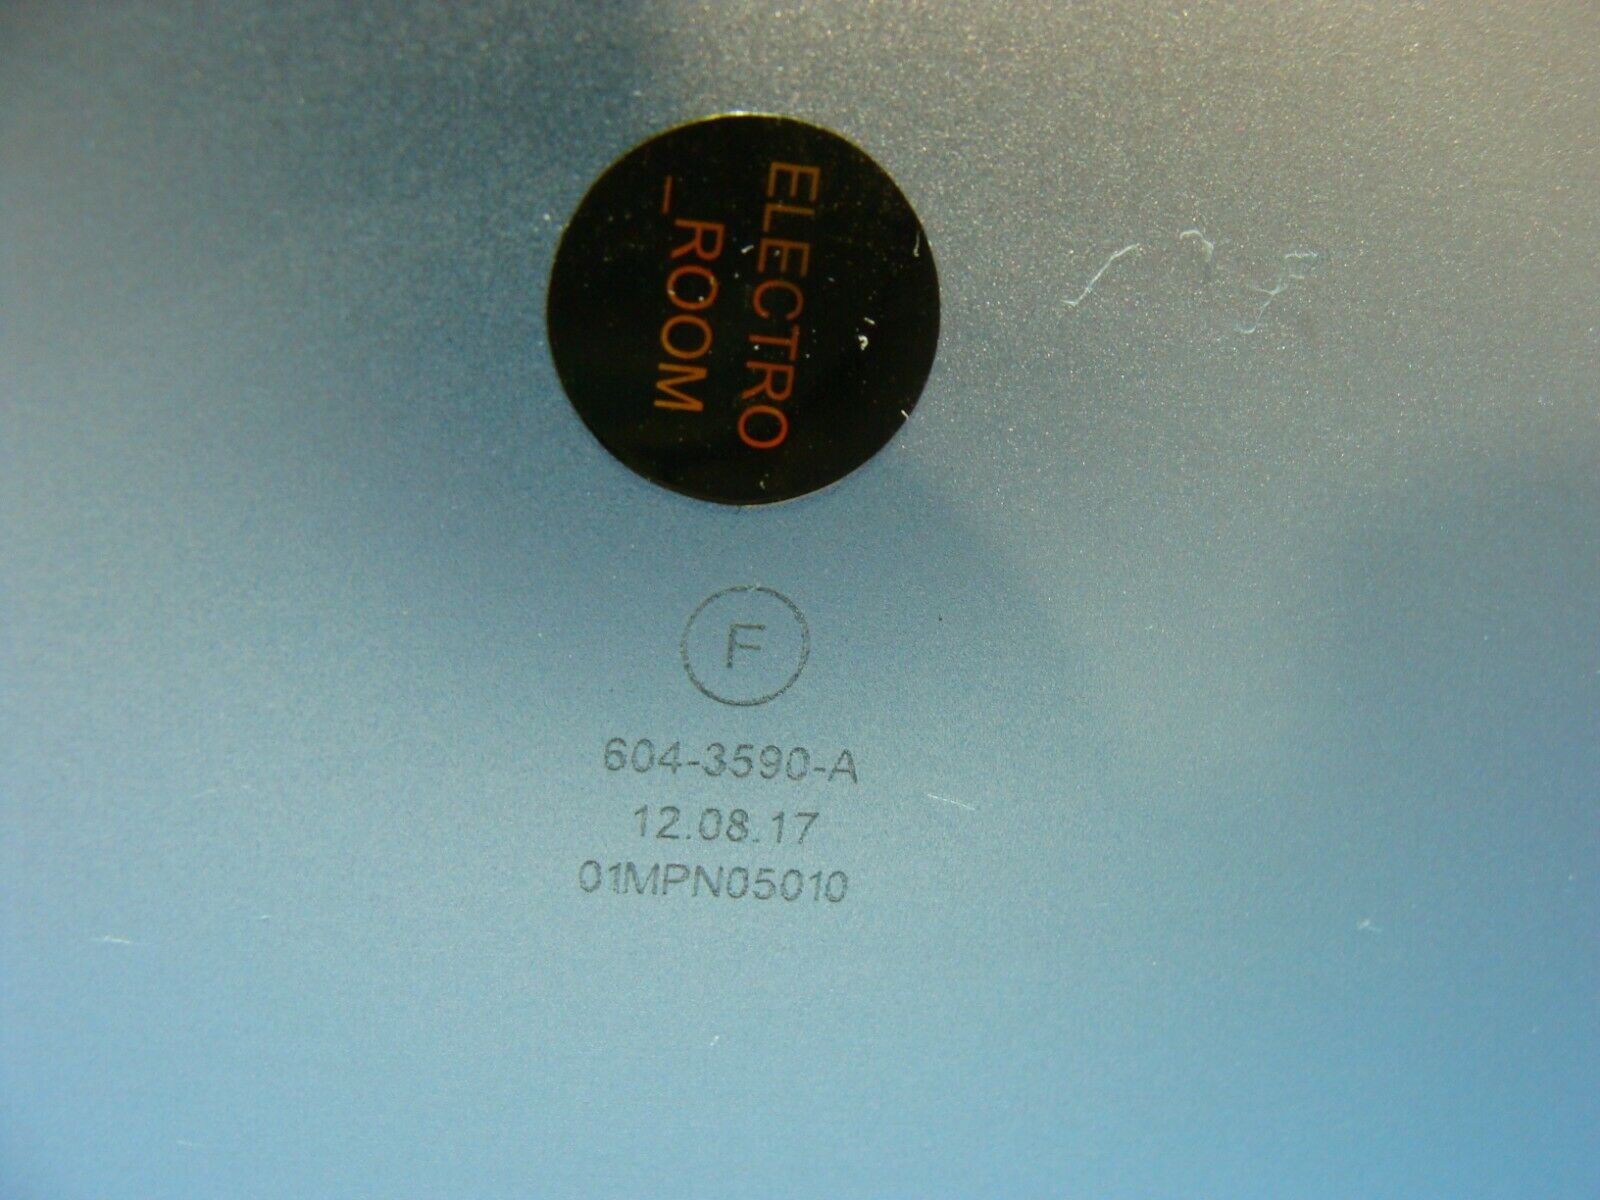 ELECTRO
_ROOM
F
604-3590-A
12.08.17
01MPN05010